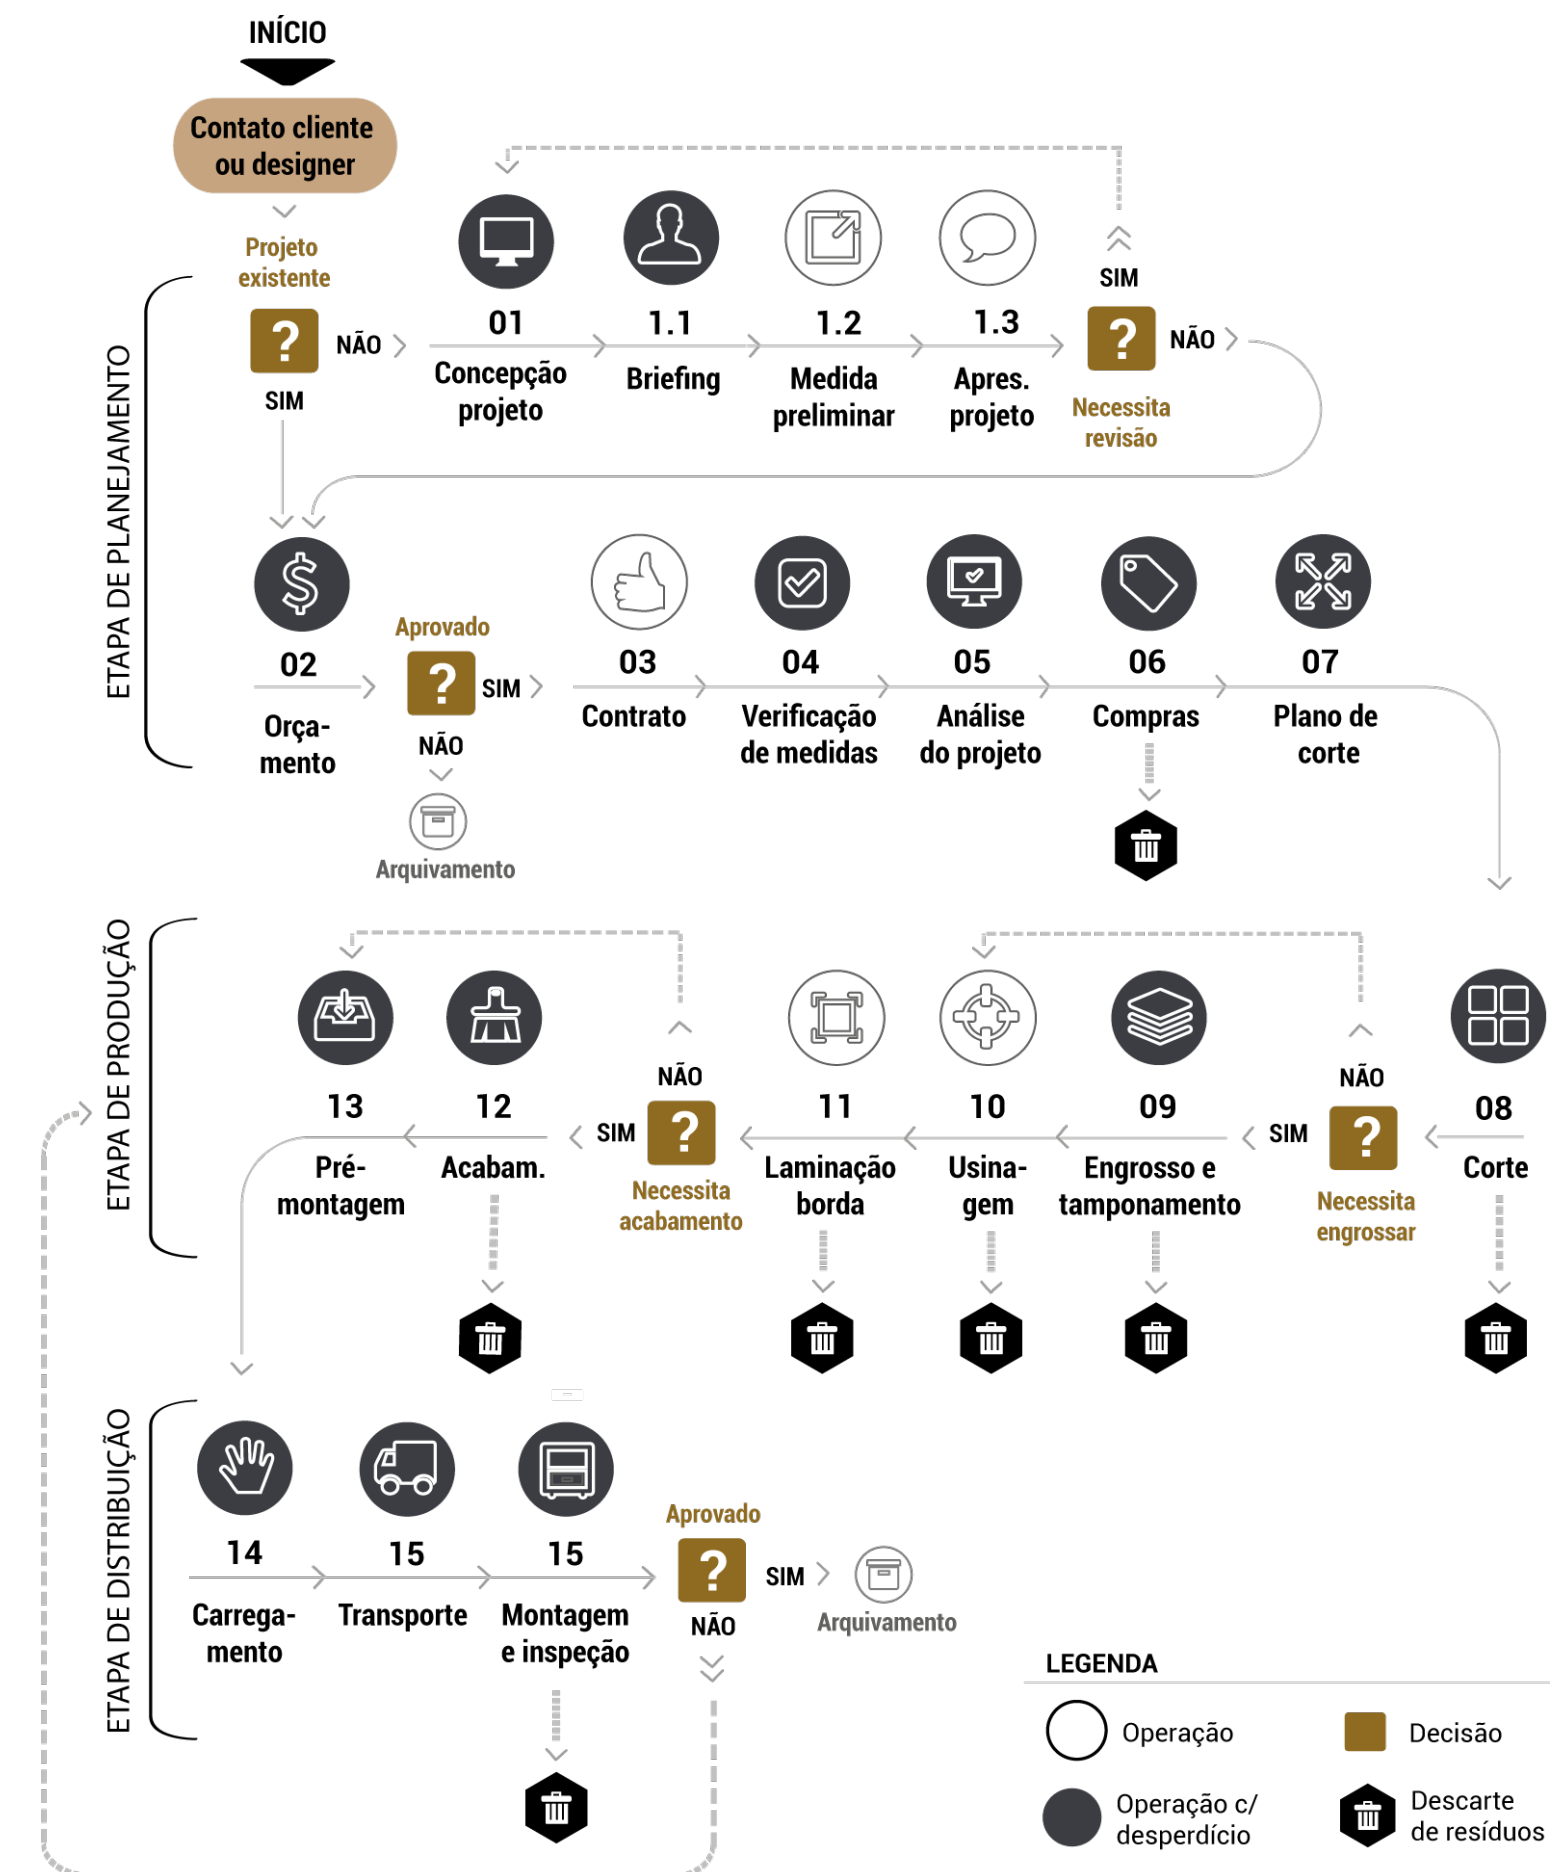 INÍCIO
Contato cliente
ou designer
Projeto
existente
?
NÃO
SIM
ETAPA DE PLANEJAMENTO
01
Concepção
projeto
1.1
Briefing
1.2
Medida
preliminar
1.3
Apres.
projeto
SIM
?
NÃO
Necessita
revisão
$
02
Orça-
mento
Aprovado
?
SIM
NÃO
Arquivamento
03
Contrato
04
Verificação
de medidas
05
Análise
do projeto
06
Compras
07
Plano de
corte
ETAPA DE PRODUÇÃO
13
Pré-
montagem
12
Acabam.
NÃO
SIM
?
Necessita
acabamento
11
Laminação
borda
10
Usina-
gem
09
Engrosso e
tamponamento
NÃO
SIM
?
Necessita
engrossar
08
Corte
ETAPA DE DISTRIBUIÇÃO
14
Carrega-
mento
15
Transporte
15
Montagem
e inspeção
Aprovado
?
SIM
NÃO
Arquivamento
LEGENDA
Operação
Decisão
Operação c/
desperdício
Descarte
de resíduos